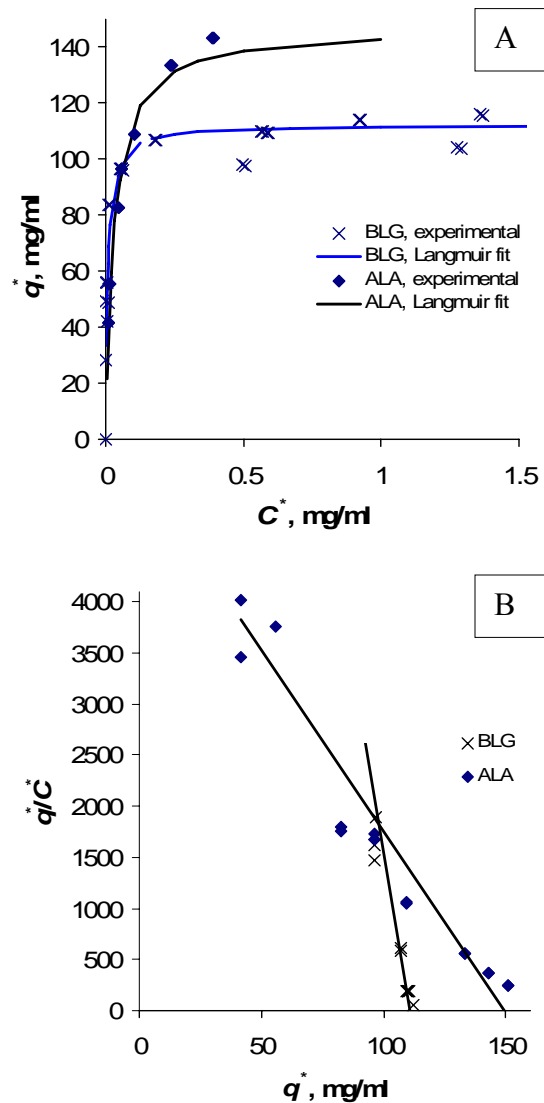 A
140
120
100
80
60
40
20
0
q*, mg/ml
BLG, experimental
BLG, Langmuir fit
ALA, experimental
ALA, Langmuir fit
0 0.5 1 1.5
C*, mg/ml
B
4000
3500
3000
2500
2000
1500
1000
500
0
q*/C*
BLG
ALA
0 50 100 150
q*, mg/ml